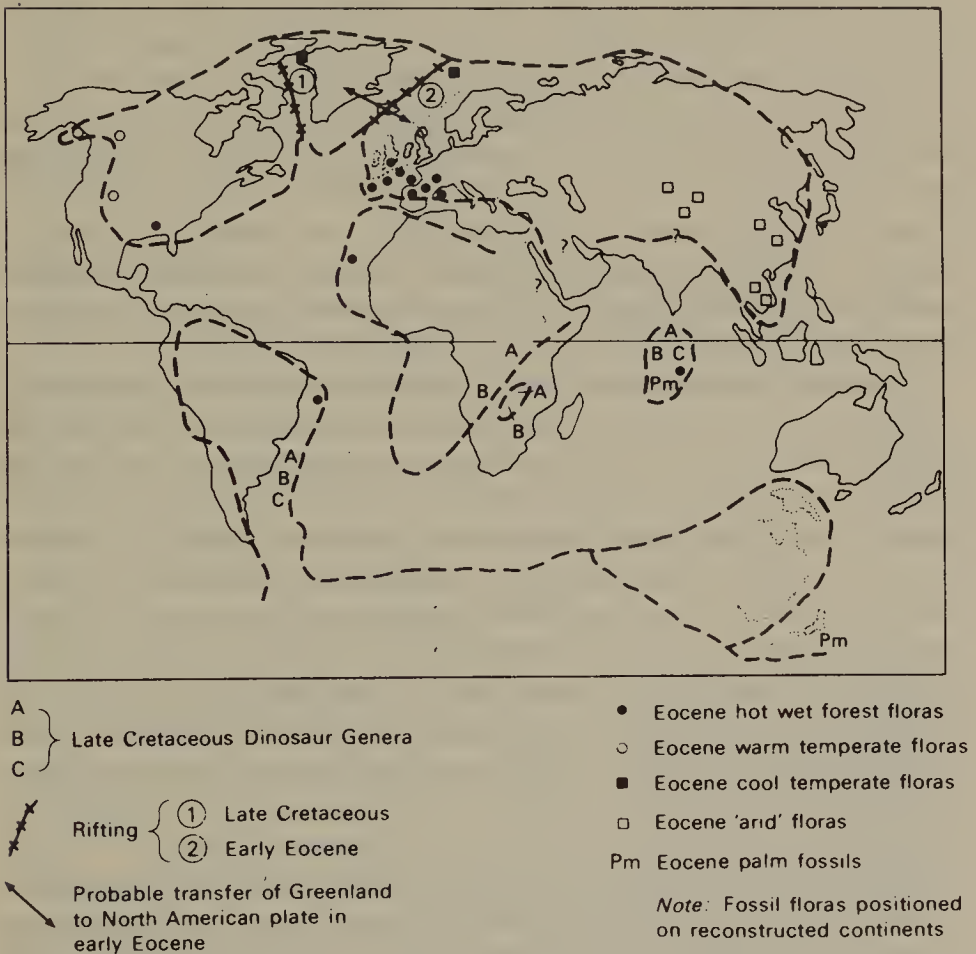 1
2
?
?
?
A
B C
Pm
A
B
A
B
A
B
C
Pm
A
B
C
Late Cretaceous Dinosaur Genera
Rifting
1 Late Cretaceous
2 Early Eocene
Probable transfer of Greenland
to North American plate in
early Eocene
Eocene hot wet forest floras
Eocene warm temperate floras
Eocene cool temperate floras
Eocene 'arid' floras
Pm Eocene palm fossils
Note: Fossil floras positioned
on reconstructed continents